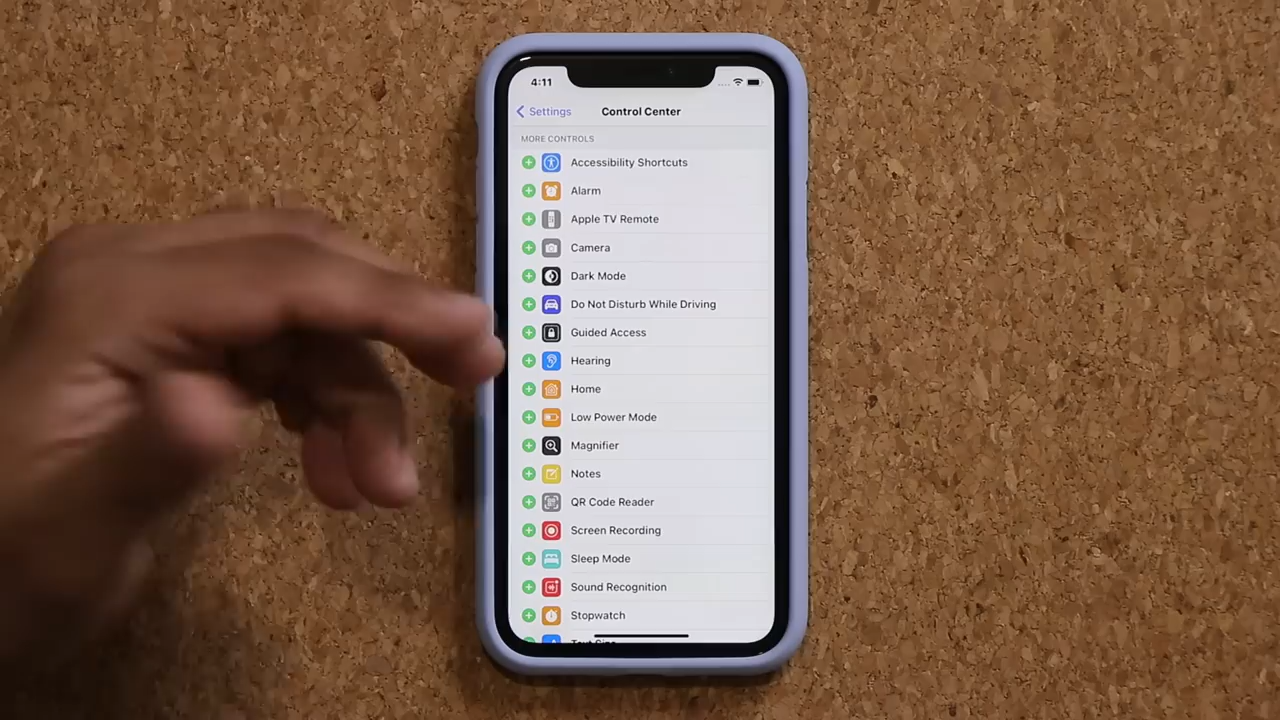 4:11
Settings
Control Center
MORE CONTROLS
Accessibility Shortcuts
Alarm
Apple TV Remote
Camera
Dark Mode
Do Not Disturb While Driving
Guided Access
Hearing
Home
Low Power Mode
Magnifier
Notes
QR Code Reader
Screen Recording
Sleep Mode
Sound Recognition
Stopwatch
Text Size